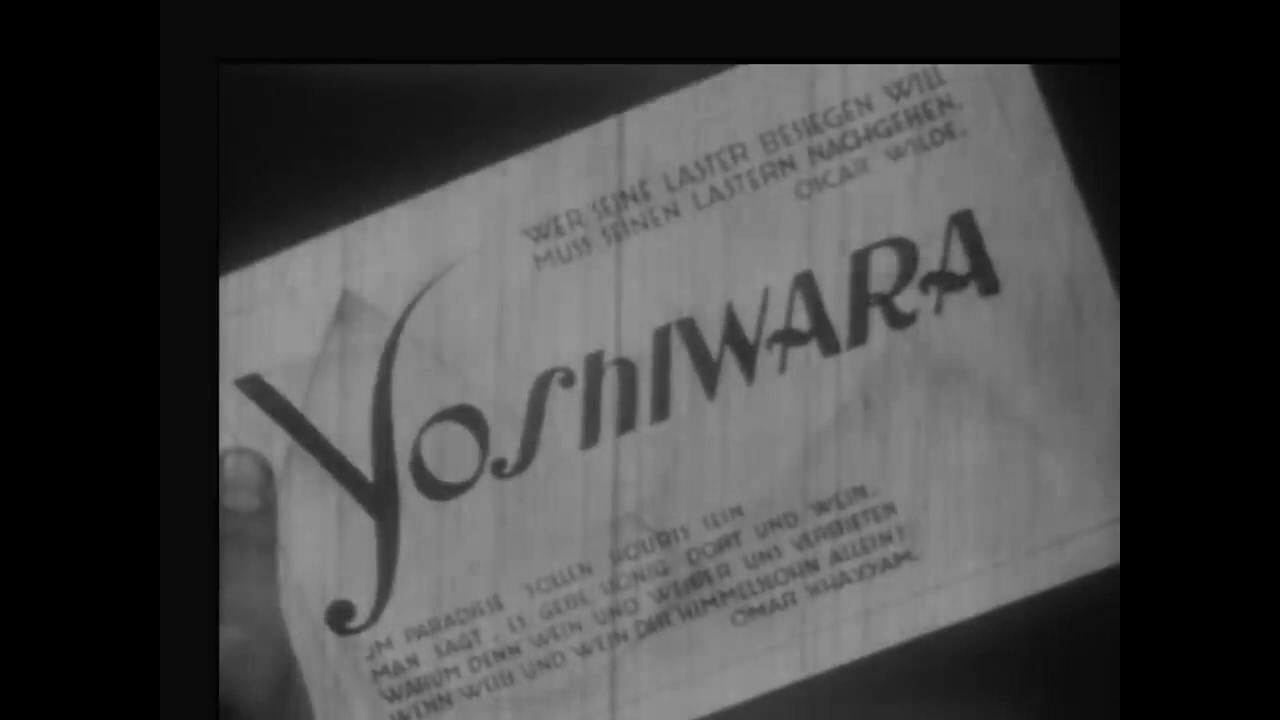 WER SEINE LASTER BESIEGEN WILL
MUSS SEINEN LASTERN NACHGEHEN.
OSCAR WILDE.
YoshIWARA
IM PARADIESE SOLLEN HOURIS SEIN
MAN SAGT, ES GEBE HONIG DORT UND WEIN.
WARUM DENN WEIN UND WEIBER UNS VERBIETEN
WENN WEIB UND WEIN DER HIMMELSLOHN ALLEIN?
OMAR KHAYYAM.